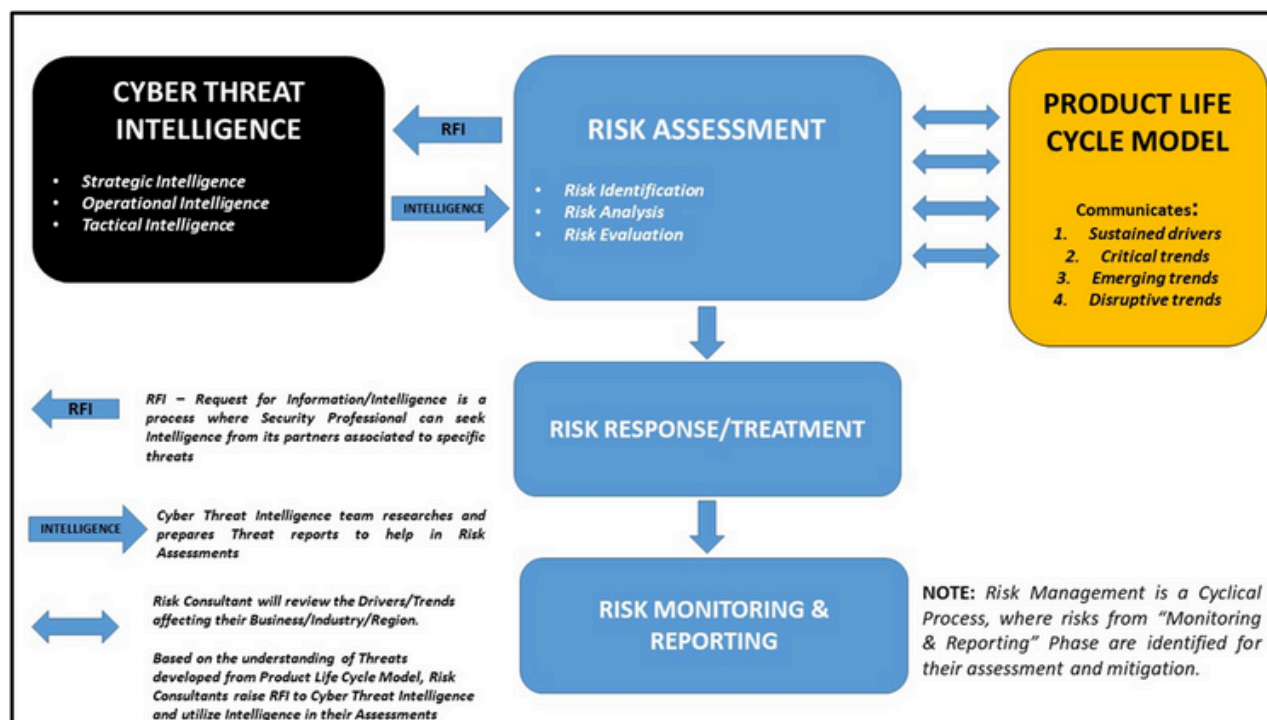 CYBER THREAT
INTELLIGENCE
• Strategic Intelligence
• Operational Intelligence
• Tactical Intelligence
RFI
INTELLIGENCE
RISK ASSESSMENT
• Risk Identification
• Risk Analysis
• Risk Evaluation
PRODUCT LIFE
CYCLE MODEL
Communicates:
1. Sustained drivers
2. Critical trends
3. Emerging trends
4. Disruptive trends
RISK RESPONSE/TREATMENT
RISK MONITORING &
REPORTING
RFI
RFI – Request for Information/Intelligence is a
process where Security Professional can seek
Intelligence from its partners associated to specific
threats
INTELLIGENCE
Cyber Threat Intelligence team researches and
prepares Threat reports to help in Risk
Assessments
Risk Consultant will review the Drivers/Trends
affecting their Business/Industry/Region.
Based on the understanding of Threats
developed from Product Life Cycle Model, Risk
Consultants raise RFI to Cyber Threat Intelligence
and utilize Intelligence in their Assessments
NOTE: Risk Management is a Cyclical
Process, where risks from “Monitoring
& Reporting” Phase are identified for
their assessment and mitigation.